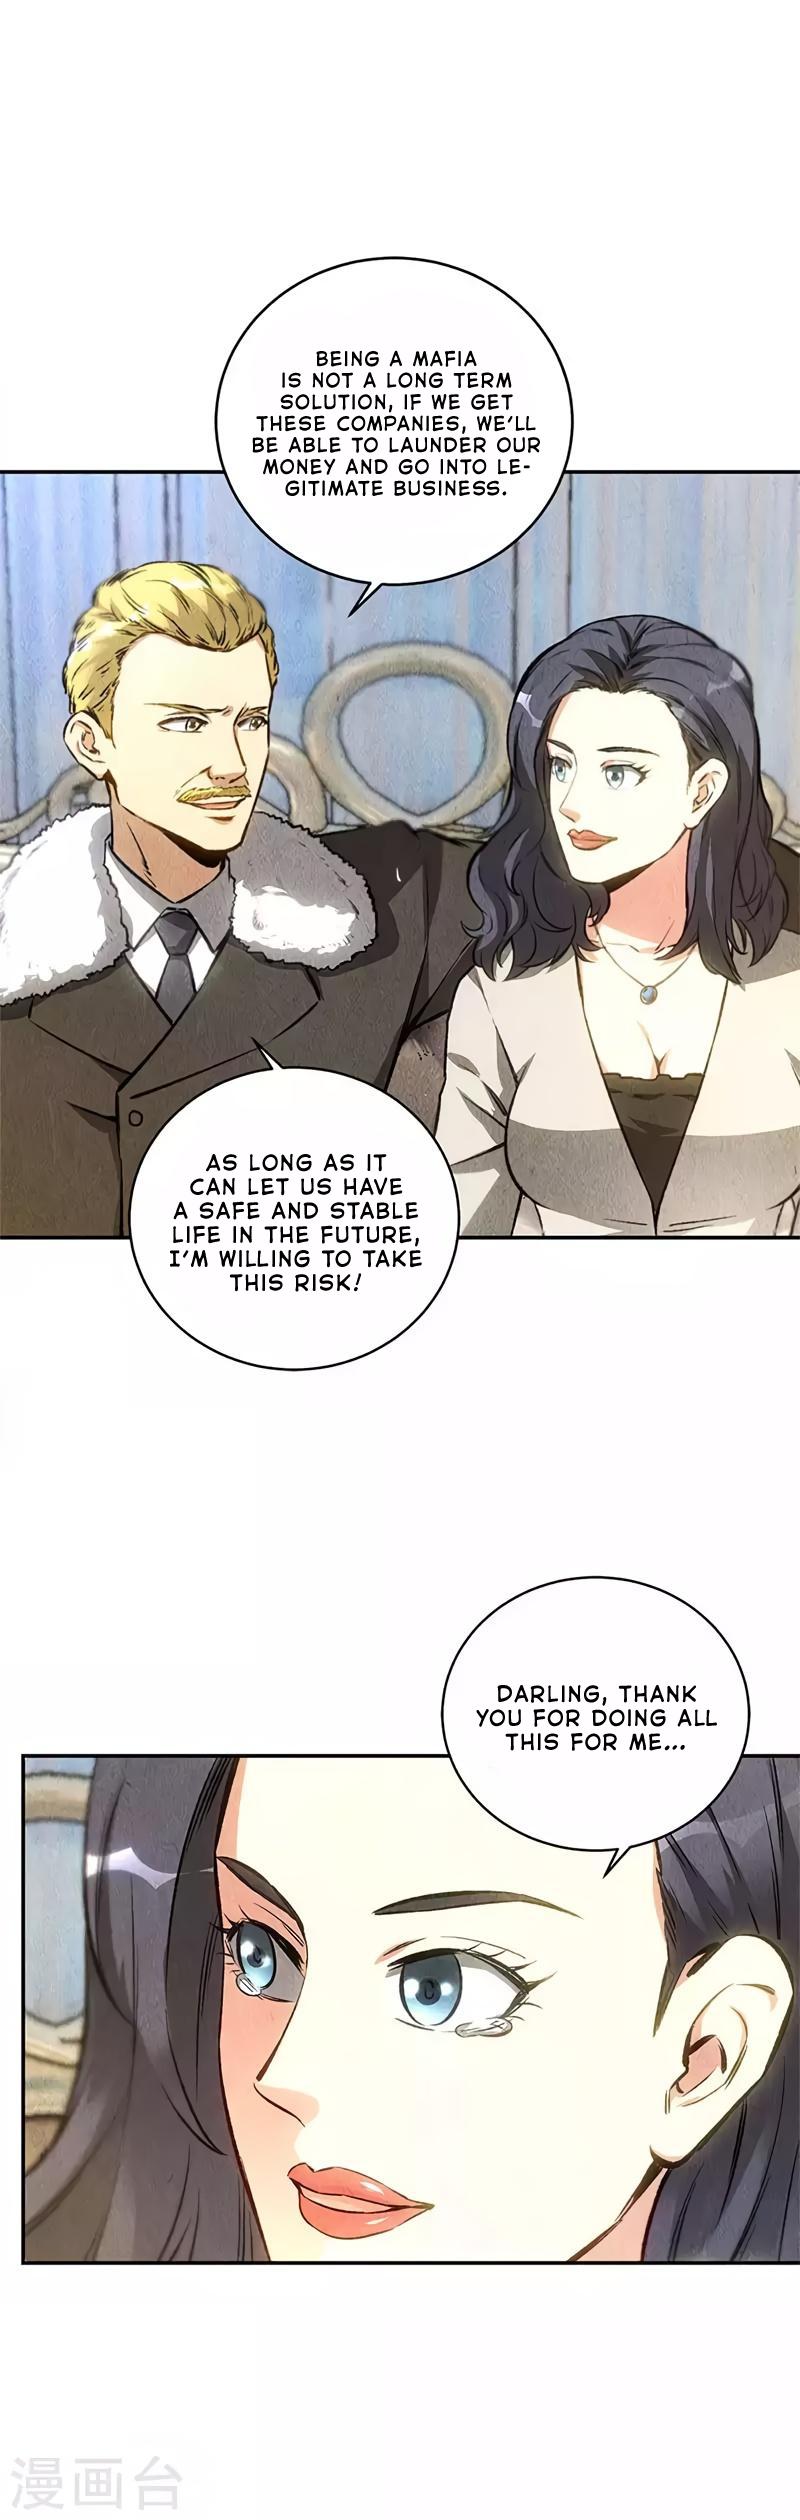 BEING A MAFIA
IS NOT A LONG TERM
SOLUTION, IF WE GET
THESE COMPANIES, WE'LL
BE ABLE TO LAUNDER OUR
MONEY AND GO INTO LE-
GITIMATE BUSINESS.
AS LONG AS IT
CAN LET US HAVE
A SAFE AND STABLE
LIFE IN THE FUTURE,
I'M WILLING TO TAKE
THIS RISK!
DARLING, THANK
YOU FOR DOING ALL
THIS FOR ME...
漫画台